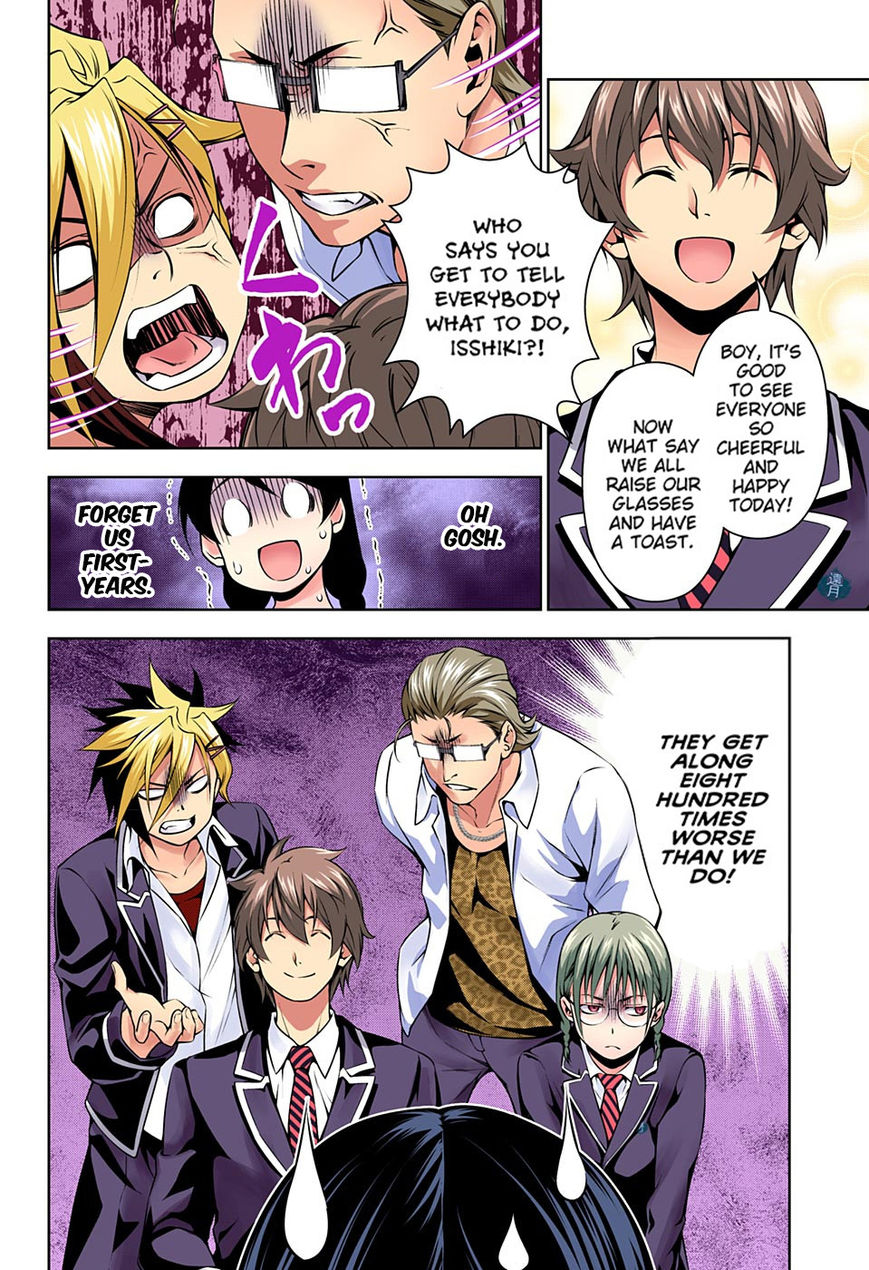 BOY, IT'S
GOOD
TO SEE
EVERYONE
SO
CHEERFUL
AND
HAPPY
TODAY!
NOW
WHAT SAY
WE ALL
RAISE OUR
GLASSES
AND HAVE
A TOAST.
遠月
WHO
SAYS YOU
GET TO TELL
EVERYBODY
WHAT TO DO,
ISSHIKI?!
くわっ
OH
GOSH.
FORGET
US
FIRST-
YEARS.
THEY GET
ALONG
EIGHT
HUNDRED
TIMES
WORSE
THAN WE
DO!